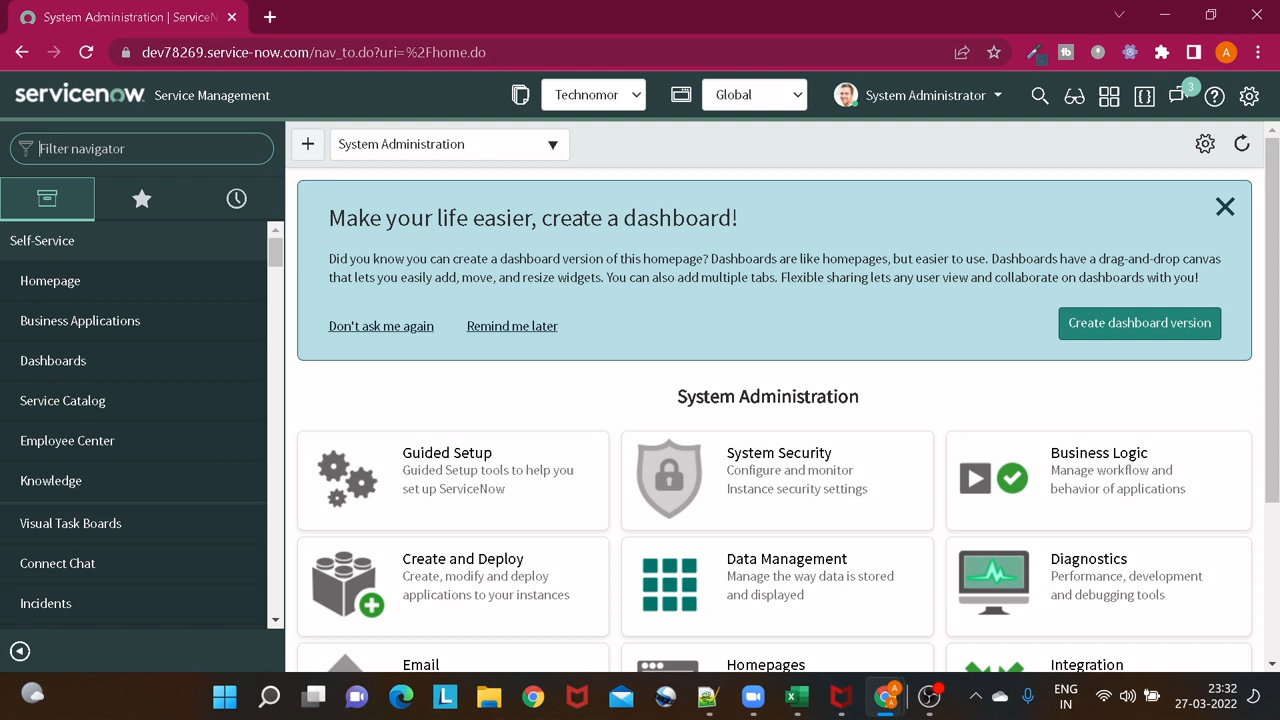 System Administration | ServiceN
dev78269.service-now.com/nav_to.do?uri=%2Fhome.do
A
servicenow
Service Management
Technomor
Global
System Administrator
3
Filter navigator
System Administration
Self-Service
Homepage
Business Applications
Dashboards
Service Catalog
Employee Center
Knowledge
Visual Task Boards
Connect Chat
Incidents
Make your life easier, create a dashboard!
Did you know you can create a dashboard version of this homepage? Dashboards are like homepages, but easier to use. Dashboards have a drag-and-drop canvas
that lets you easily add, move, and resize widgets. You can also add multiple tabs. Flexible sharing lets any user view and collaborate on dashboards with you!
Don't ask me again
Remind me later
Create dashboard version
System Administration
Guided Setup
Guided Setup tools to help you
set up ServiceNow
System Security
Configure and monitor
Instance security settings
Business Logic
Manage workflow and
behavior of applications
Create and Deploy
Create, modify and deploy
applications to your instances
Data Management
Manage the way data is stored
and displayed
Diagnostics
Performance, development
and debugging tools
Email
Homepages
Integration
ENG
IN
23:32
27-03-2022